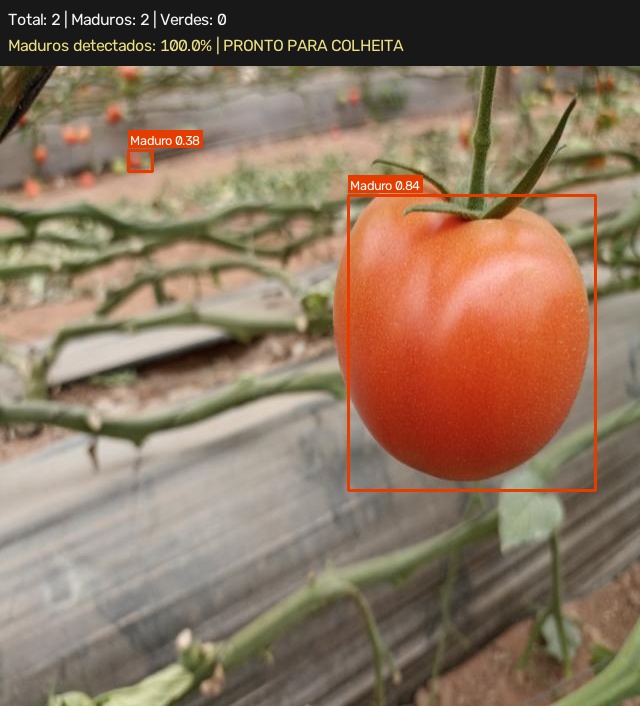 Total: 2 | Maduros: 2 | Verdes: 0
Maduros detectados: 100.0% | PRONTO PARA COLHEITA
Maduro 0.38
Maduro 0.84